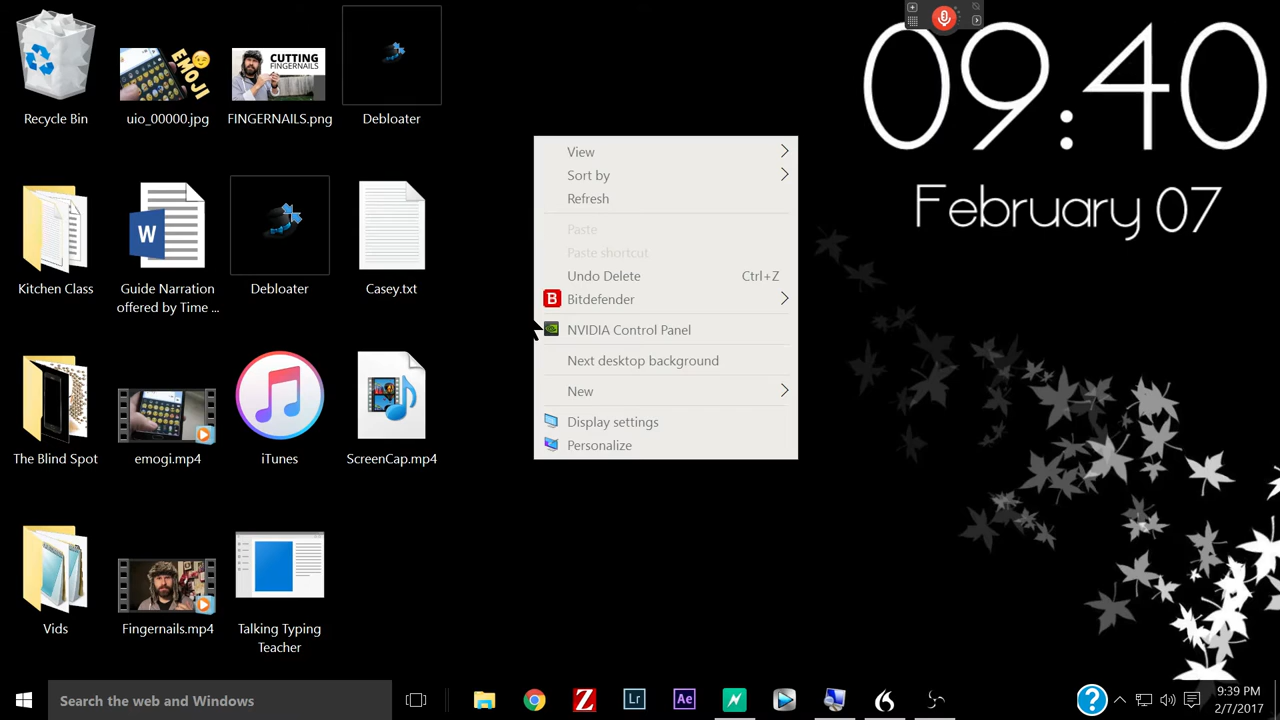 Recycle Bin
EMOJI
uio_00000.jpg
CUTTING
FINGERNAILS
FINGERNAILS.png
Debloater
Kitchen Class
W
Guide Narration
offered by Time ...
Debloater
Casey.txt
The Blind Spot
emogi.mp4
iTunes
ScreenCap.mp4
Vids
Fingernails.mp4
Talking Typing
Teacher
View
Sort by
Refresh
Paste
Paste shortcut
Undo Delete Ctrl+Z
B Bitdefender
NVIDIA Control Panel
Next desktop background
New
Display settings
Personalize
09:40
February 07
Search the web and Windows
Z
Lr
Ae
?
9:39 PM
2/7/2017